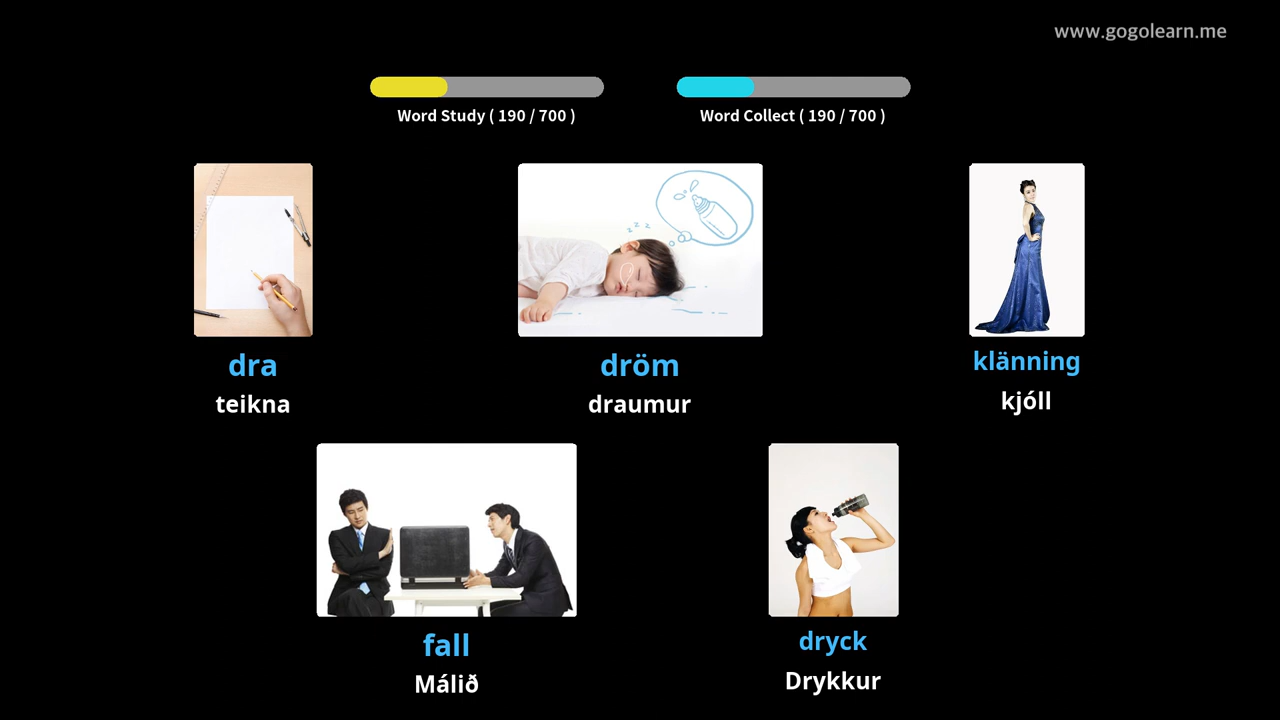 www.gogolearn.me
Word Study ( 190 / 700 )
Word Collect ( 190 / 700 )
dra
teikna
dröm
draumur
klänning
kjóll
fall
Málið
dryck
Drykkur